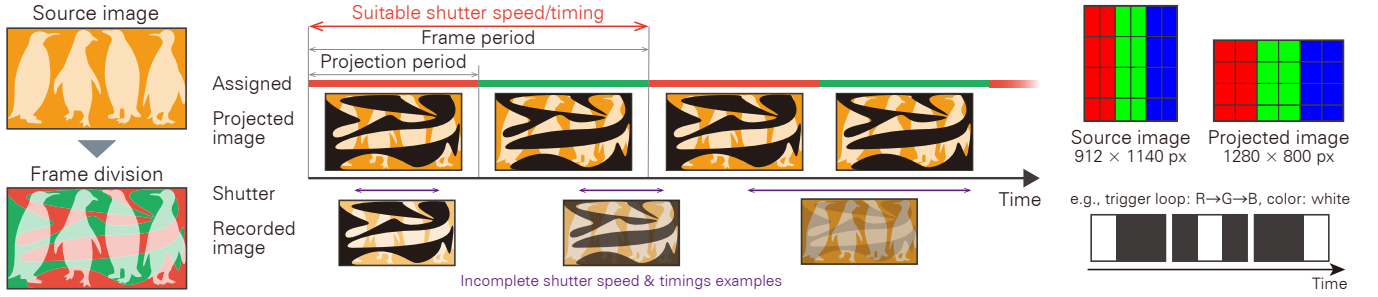 Source image
Frame division
Suitable shutter speed/timing
Frame period
Projection period
Assigned
Projected
image
Shutter
Time
Recorded
image
Incomplete shutter speed & timings examples
Source image
912 × 1140 px
Projected image
1280 × 800 px
e.g., trigger loop: R→G→B, color: white
Time